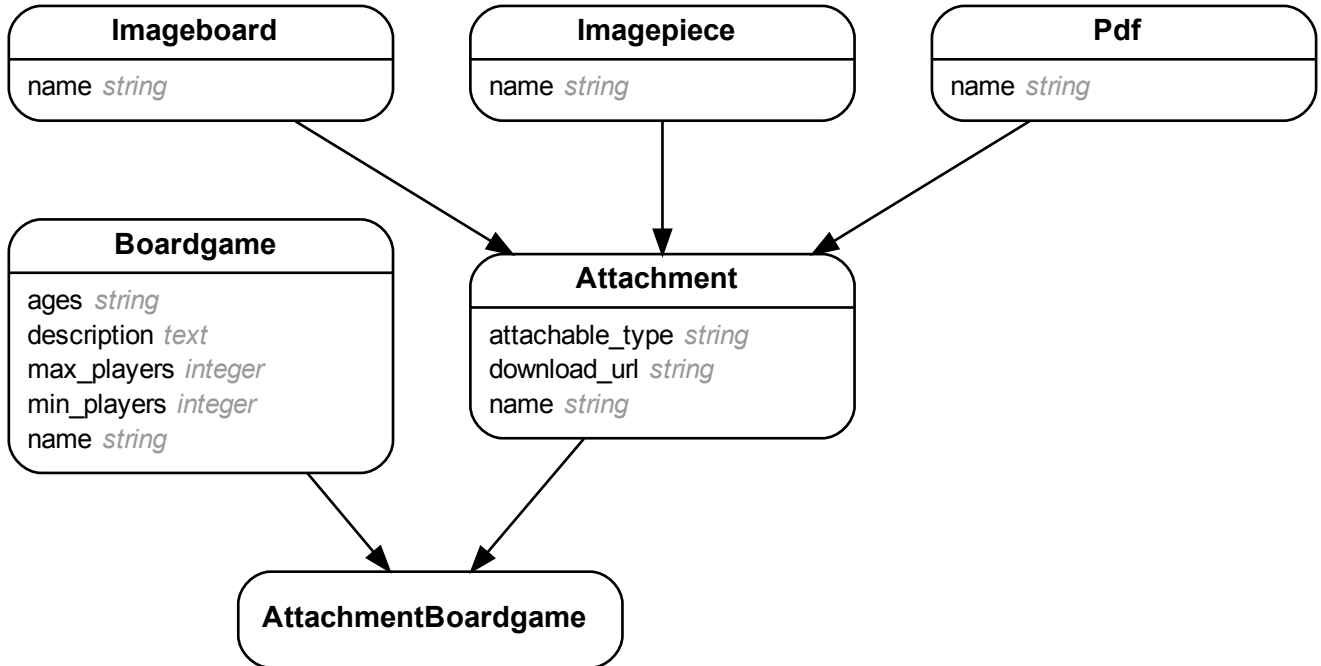 Imageboard
name string
Imagepiece
name string
Pdf
name string
Boardgame
ages string
description text
max_players integer
min_players integer
name string
Attachment
attachable_type string
download_url string
name string
AttachmentBoardgame